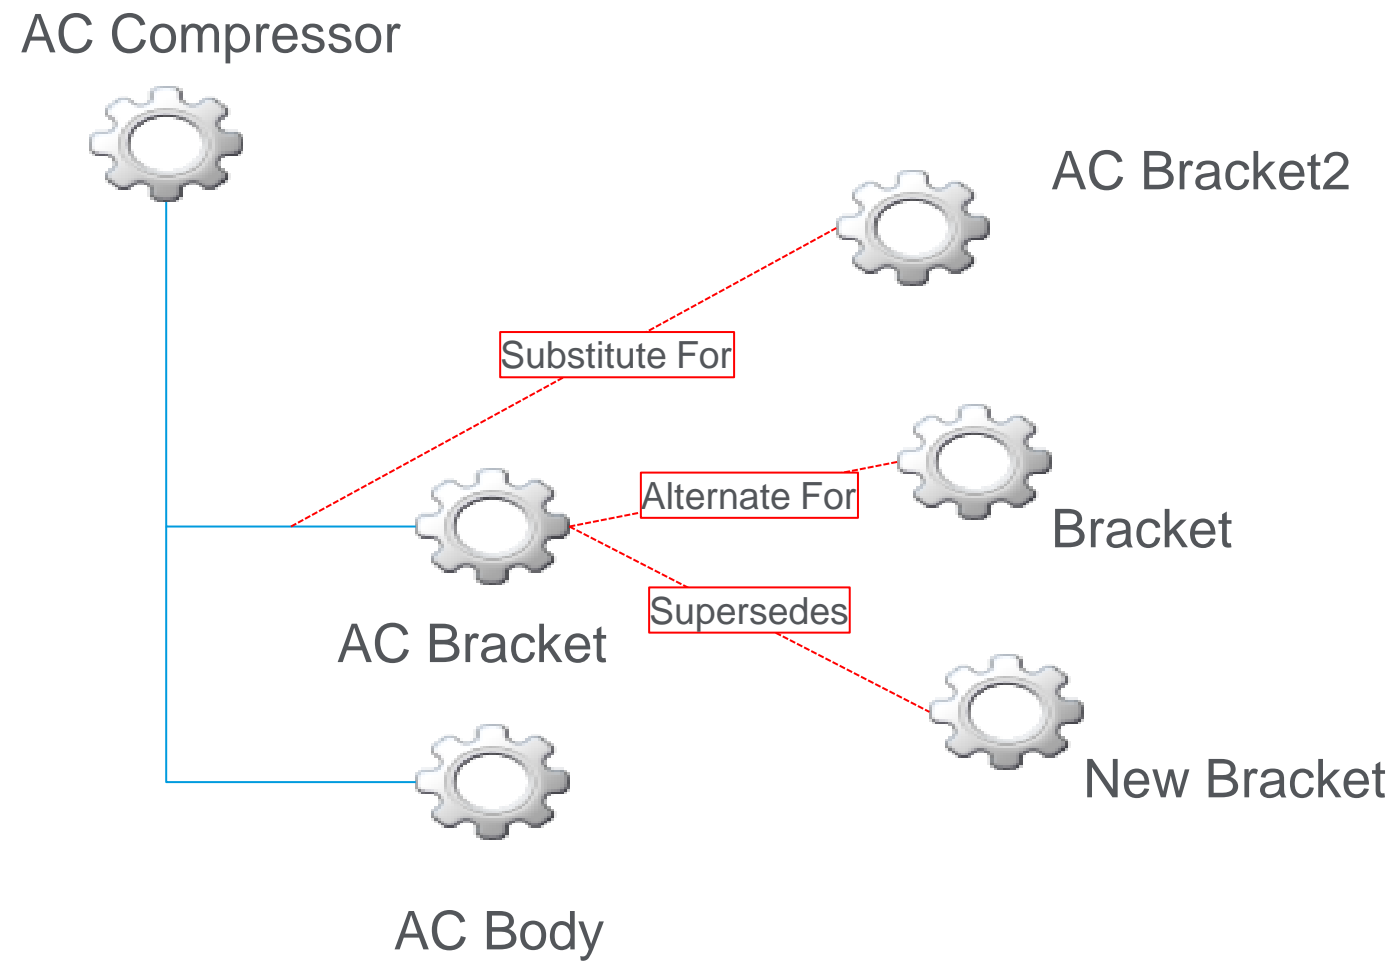 AC Compressor
AC Bracket2
Substitute For
Alternate For
Bracket
Supersedes
AC Bracket
New Bracket
AC Body